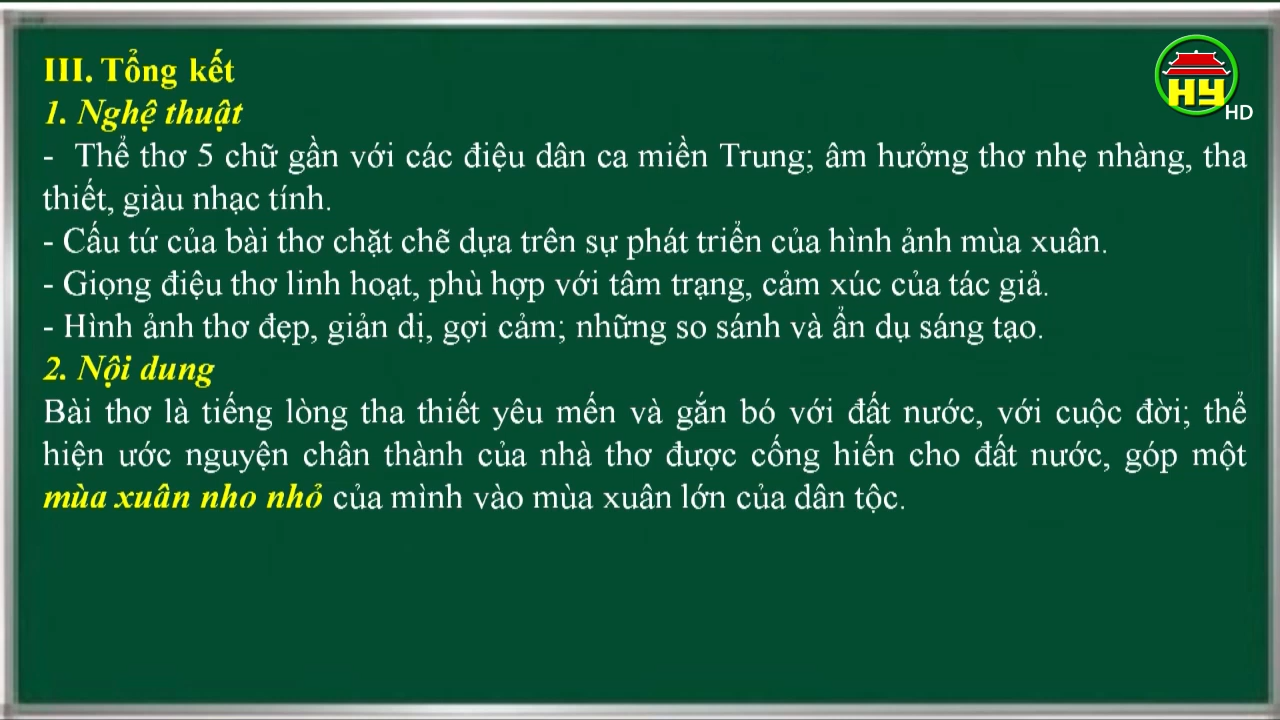 III. Tổng kết
1. Nghệ thuật
- Thể thơ 5 chữ gần với các điệu dân ca miền Trung; âm hưởng thơ nhẹ nhàng, tha
thiết, giàu nhạc tính.
- Cấu tứ của bài thơ chặt chẽ dựa trên sự phát triển của hình ảnh mùa xuân.
- Giọng điệu thơ linh hoạt, phù hợp với tâm trạng, cảm xúc của tác giả.
- Hình ảnh thơ đẹp, giản dị, gợi cảm; những so sánh và ẩn dụ sáng tạo.
2. Nội dung
Bài thơ là tiếng lòng tha thiết yêu mến và gắn bó với đất nước, với cuộc đời; thể
hiện ước nguyện chân thành của nhà thơ được cống hiến cho đất nước, góp một
mùa xuân nho nhỏ của mình vào mùa xuân lớn của dân tộc.
HY
HD